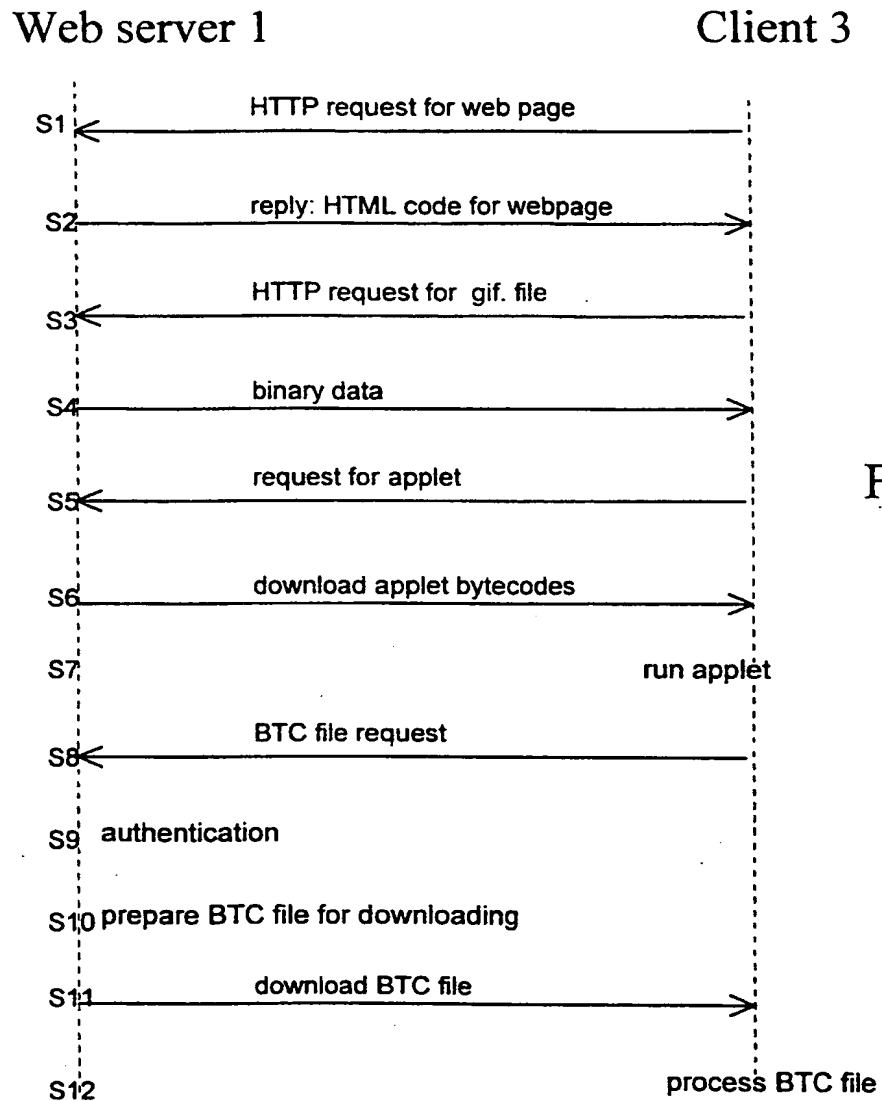 Web server 1 Client 3
S1 HTTP request for web page
S2 reply: HTML code for webpage
S3 HTTP request for gif. file
S4 binary data
S5 request for applet
F
S6 download applet bytecodes
S7 run applet
S8 BTC file request
S9 authentication
S10 prepare BTC file for downloading
S11 download BTC file
S12 process BTC file